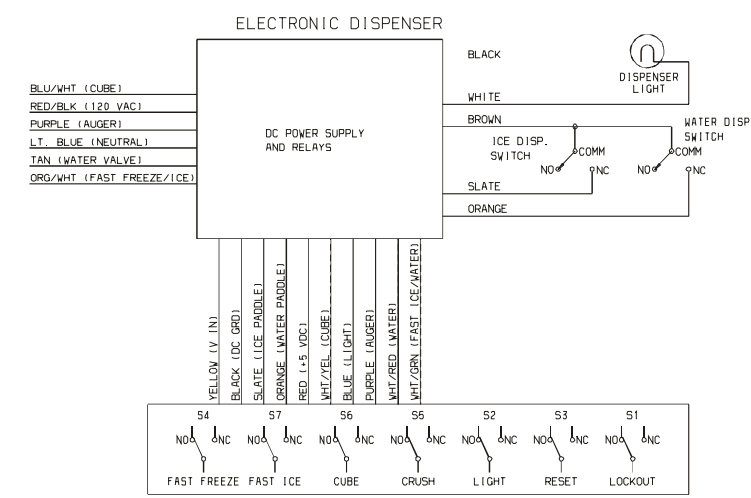 ELECTRONIC DISPENSER
BLACK
DISPENSER
LIGHT
BLU/WHT (CUBE)
RED/BLK (120 VAC)
PURPLE (AUGER)
LT. BLUE (NEUTRAL)
TAN (WATER VALVE)
ORG/WHT (FAST FREEZE/ICE)
DC POWER SUPPLY
AND RELAYS
WHITE
BROWN
ICE DISP.
SWITCH
COMM
NO
NC
WATER DISP
SWITCH
COMM
NO
NC
SLATE
ORANGE
YELLOW (V IN)
BLACK (DC GRD)
SLATE (ICE PADDLE)
ORANGE (WATER PADDLE)
RED (+5 VDC)
WHT/YEL (CUBE)
BLUE (LIGHT)
PURPLE (AUGER)
WHT/RED (WATER)
WHT/GRN (FAST ICE/WATER)
S4 S7 S6 S5 S2 S3 S1
NO NC NO NC NO NC NO NC NO NC NO NC NO NC
FAST FREEZE FAST ICE CUBE CRUSH LIGHT RESET LOCKOUT